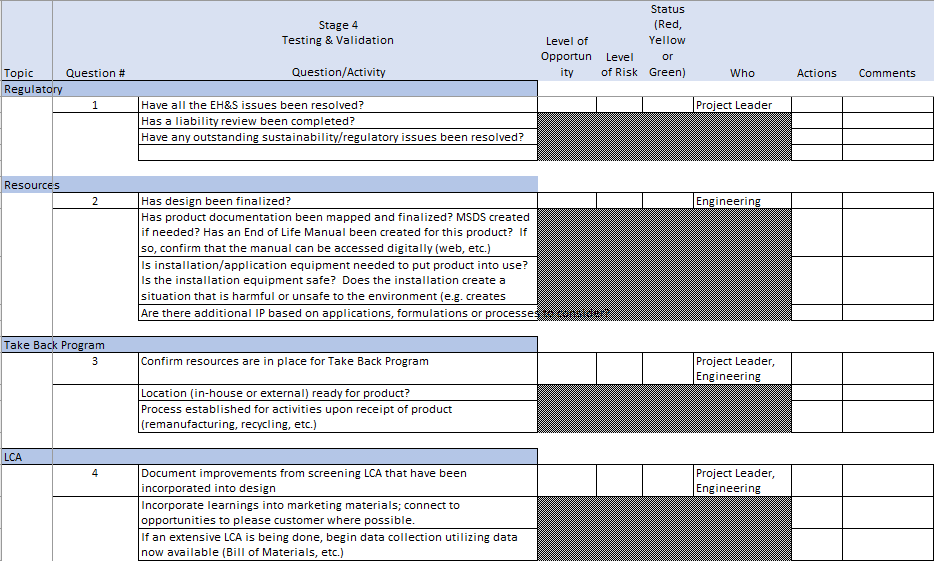 Stage 4
Testing & Validation
Status
(Red,
Yellow
or
Green)
Level of
Opportun
ity
Level
of Risk
Topic
Question #
Question/Activity
Who
Actions
Comments
Regulatory
1
Have all the EH&S issues been resolved?
Project Leader
Has a liability review been completed?
Have any outstanding sustainability/regulatory issues been resolved?
Resources
2
Has design been finalized?
Engineering
Has product documentation been mapped and finalized? MSDS created
if needed? Has an End of Life Manual been created for this product? If
so, confirm that the manual can be accessed digitally (web, etc.)
Is installation/application equipment needed to put product into use?
Is the installation equipment safe? Does the installation create a
situation that is harmful or unsafe to the environment (e.g. creates
Are there additional IP based on applications, formulations or processes to consider?
Take Back Program
3
Confirm resources are in place for Take Back Program
Project Leader,
Engineering
Location (in-house or external) ready for product?
Process established for activities upon receipt of product
(remanufacturing, recycling, etc.)
LCA
4
Document improvements from screening LCA that have been
incorporated into design
Project Leader,
Engineering
Incorporate learnings into marketing materials; connect to
opportunities to please customer where possible.
If an extensive LCA is being done, begin data collection utilizing data
now available (Bill of Materials, etc.)